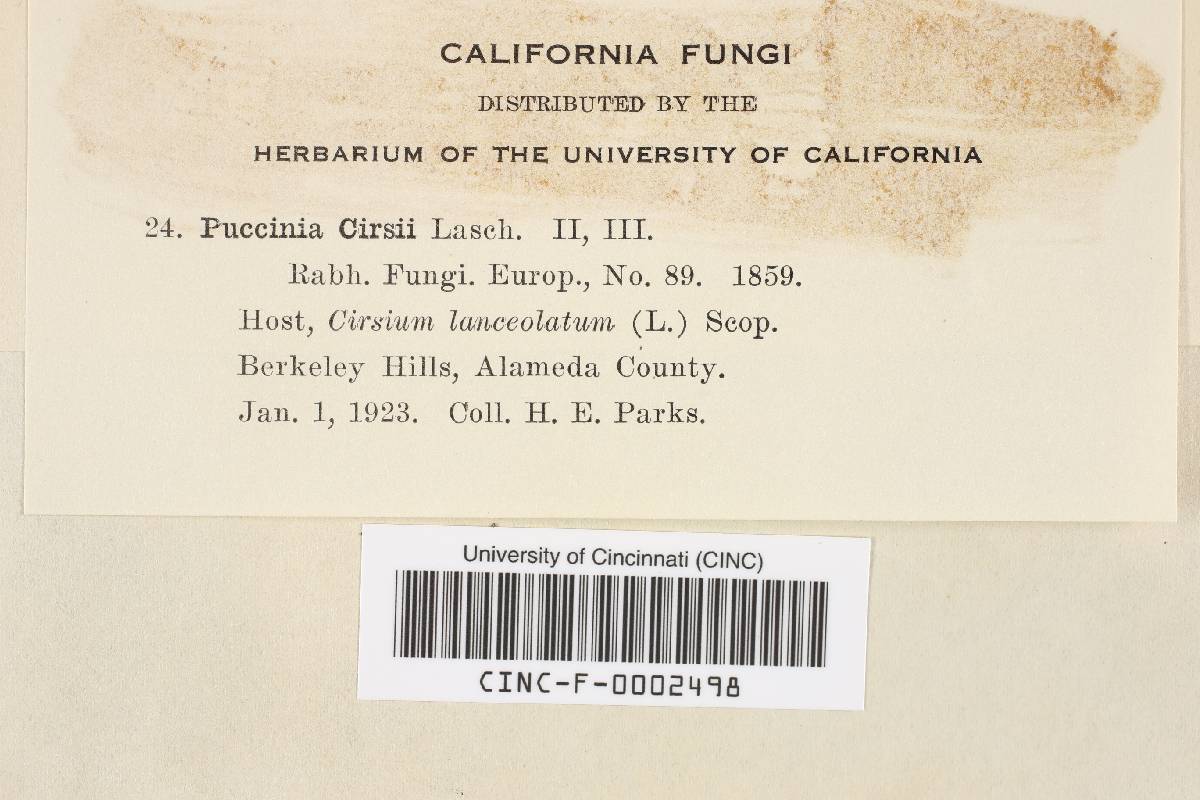 CALIFORNIA FUNGI
DISTRIBUTED BY THE
HERBARIUM OF THE UNIVERSITY OF CALIFORNIA
24. Puccinia Cirsii Lasch. II, III.
Rabh. Fungi. Europ., No. 89. 1859.
Host, Cirsium lanceolatum (L.) Scop.
Berkeley Hills, Alameda County.
Jan. 1, 1923. Coll. H. E. Parks.
University of Cincinnati (CINC)
CINC-F-0002498